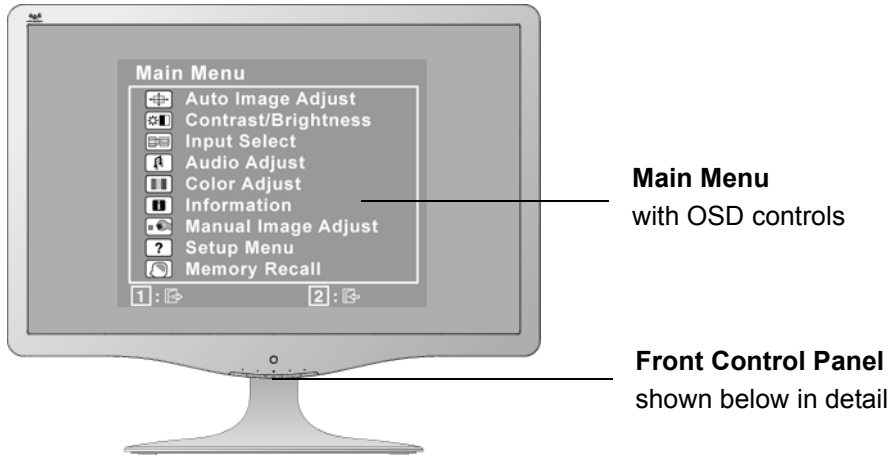 Main Menu
Auto Image Adjust
Contrast/Brightness
Input Select
Audio Adjust
Color Adjust
Information
Manual Image Adjust
? Setup Menu
Memory Recall
1 : 2 :
Main Menu
with OSD controls
Front Control Panel
shown below in detail